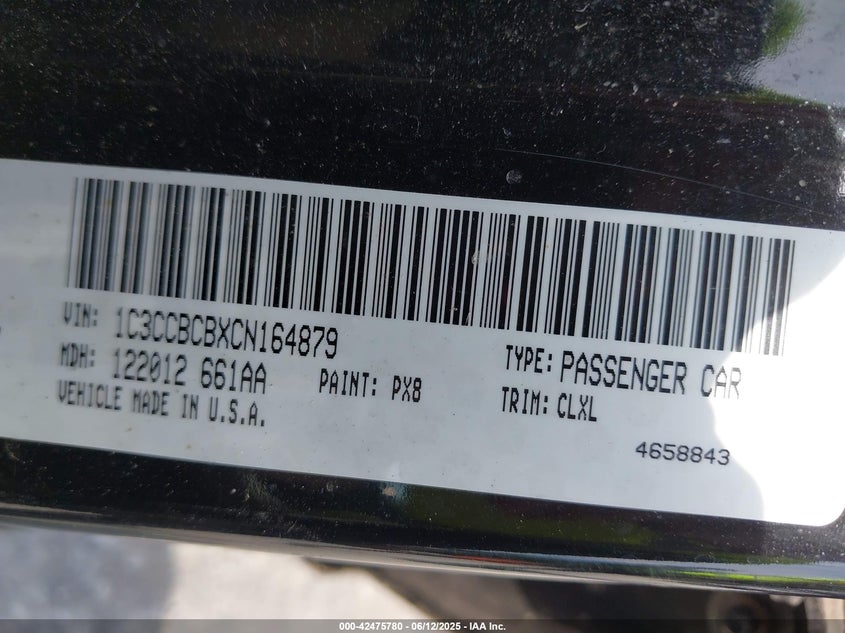 VIN: 1C3CCBCBXCN164879
MDH: 122012 661AA
PAINT: PX8
VEHICLE MADE IN U.S.A.
TYPE: PASSENGER CAR
TRIM: CLXL
4658843
000-42475780 - 06/12/2025 - IAA Inc.